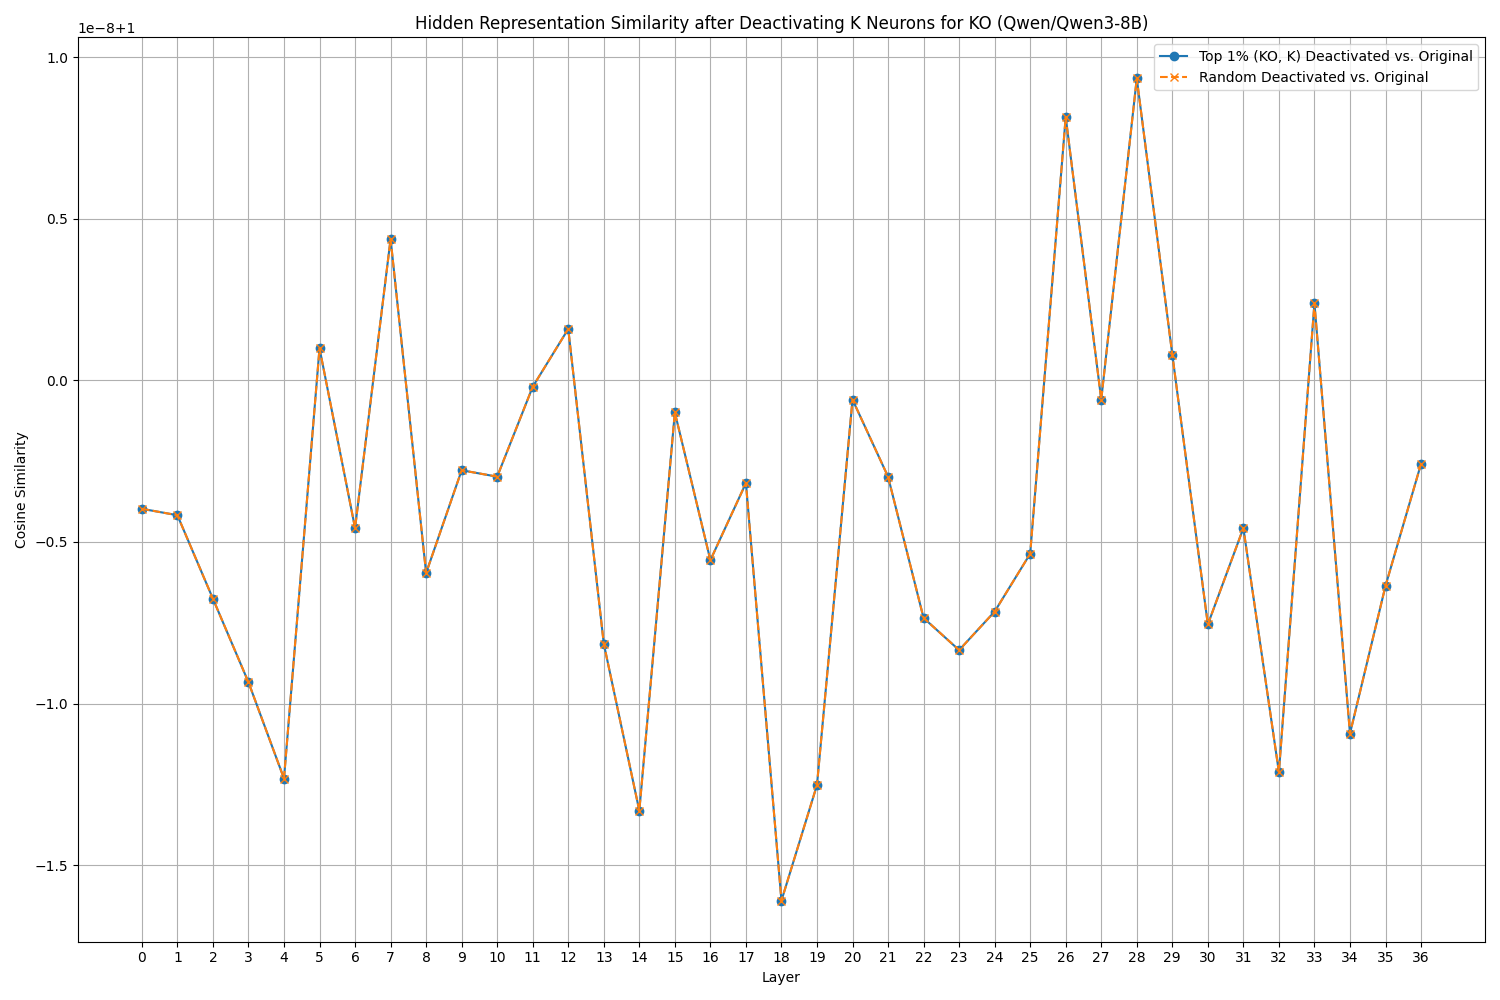 Hidden Representation Similarity after Deactivating K Neurons for KO (Qwen/Qwen3-8B)
1e−8+1
Top 1% (KO, K) Deactivated vs. Original
Random Deactivated vs. Original
1.0
0.5
0.0
−0.5
−1.0
−1.5
Cosine Similarity
0 1 2 3 4 5 6 7 8 9 10 11 12 13 14 15 16 17 18 19 20 21 22 23 24 25 26 27 28 29 30 31 32 33 34 35 36
Layer